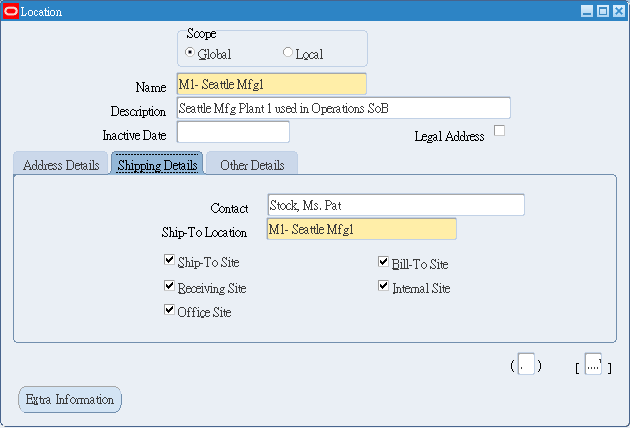 Location
Scope
Global Local
Name M1- Seattle Mfg1
Description Seattle Mfg Plant 1 used in Operations SoB
Inactive Date Legal Address
Address Details Shipping Details Other Details
Contact Stock, Ms. Pat
Ship-To Location M1- Seattle Mfg1
Ship-To Site Bill-To Site
Receiving Site Internal Site
Office Site
( . ) [ .... ]
Extra Information